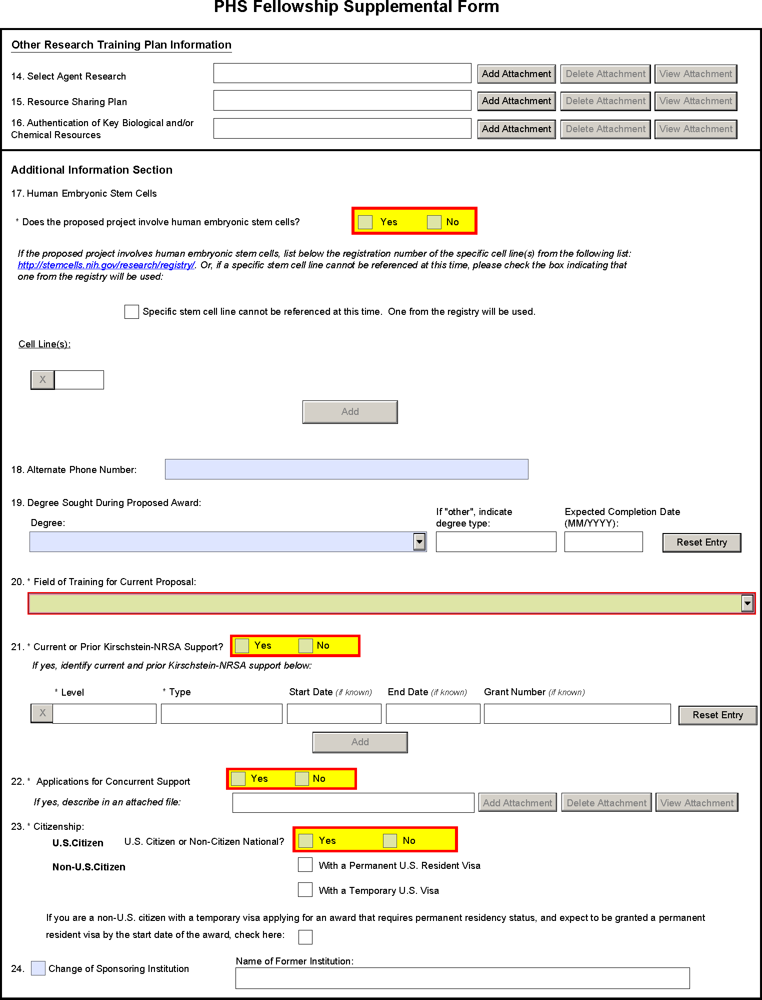 PHS Fellowship Supplemental Form
Other Research Training Plan Information
14. Select Agent Research
Add Attachment Delete Attachment View Attachment
15. Resource Sharing Plan
Add Attachment Delete Attachment View Attachment
16. Authentication of Key Biological and/or
Chemical Resources
Add Attachment Delete Attachment View Attachment
Additional Information Section
17. Human Embryonic Stem Cells
* Does the proposed project involve human embryonic stem cells? Yes No
If the proposed project involves human embryonic stem cells, list below the registration number of the specific cell line(s) from the following list:
http://stemcells.nih.gov/research/registry/. Or, if a specific stem cell line cannot be referenced at this time, please check the box indicating that
one from the registry will be used:
Specific stem cell line cannot be referenced at this time. One from the registry will be used.
Cell Line(s):
X
Add
18. Alternate Phone Number:
19. Degree Sought During Proposed Award:
Degree:
If "other", indicate
degree type:
Expected Completion Date
(MM/YYYY):
Reset Entry
20. * Field of Training for Current Proposal:
21. * Current or Prior Kirschstein-NRSA Support? Yes No
If yes, identify current and prior Kirschstein-NRSA support below:
* Level * Type Start Date (if known) End Date (if known) Grant Number (if known)
X Reset Entry
Add
22. * Applications for Concurrent Support Yes No
If yes, describe in an attached file: Add Attachment Delete Attachment View Attachment
23. * Citizenship:
U.S.Citizen U.S. Citizen or Non-Citizen National? Yes No
Non-U.S.Citizen With a Permanent U.S. Resident Visa
With a Temporary U.S. Visa
If you are a non-U.S. citizen with a temporary visa applying for an award that requires permanent residency status, and expect to be granted a permanent
resident visa by the start date of the award, check here:
24. Change of Sponsoring Institution
Name of Former Institution: